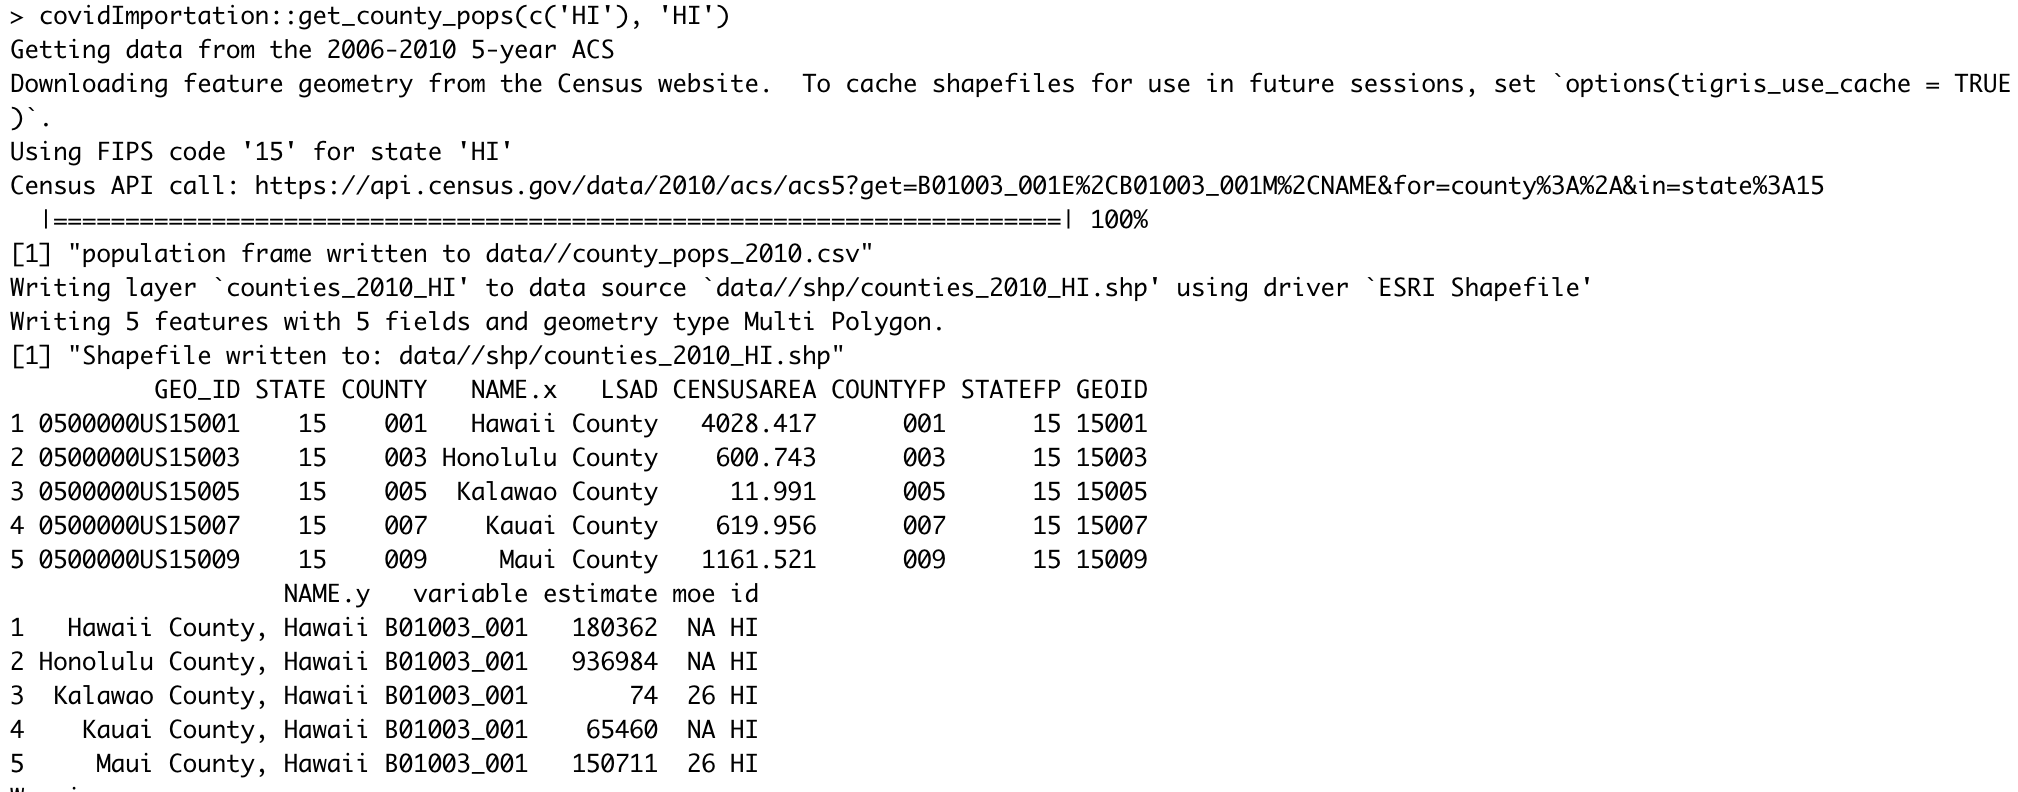 > covidImportation::get_county_pops(c('HI'), 'HI')
Getting data from the 2006-2010 5-year ACS
Downloading feature geometry from the Census website.  To cache shapefiles for use in future sessions, set `options(tigris_use_cache = TRUE
)`.
Using FIPS code '15' for state 'HI'
Census API call: https://api.census.gov/data/2010/acs/acs5?get=B01003_001E%2CB01003_001M%2CNAME&for=county%3A%2A&in=state%3A15
  |======================================================================| 100%
[1] "population frame written to data//county_pops_2010.csv"
Writing layer `counties_2010_HI' to data source `data//shp/counties_2010_HI.shp' using driver `ESRI Shapefile'
Writing 5 features with 5 fields and geometry type Multi Polygon.
[1] "Shapefile written to: data//shp/counties_2010_HI.shp"
          GEO_ID STATE COUNTY   NAME.x   LSAD CENSUSAREA COUNTYFP STATEFP GEOID
1 0500000US15001    15    001   Hawaii County   4028.417      001      15 15001
2 0500000US15003    15    003 Honolulu County    600.743      003      15 15003
3 0500000US15005    15    005  Kalawao County     11.991      005      15 15005
4 0500000US15007    15    007    Kauai County    619.956      007      15 15007
5 0500000US15009    15    009     Maui County   1161.521      009      15 15009
                   NAME.y   variable estimate moe id
1   Hawaii County, Hawaii B01003_001   180362  NA HI
2 Honolulu County, Hawaii B01003_001   936984  NA HI
3  Kalawao County, Hawaii B01003_001       74  26 HI
4    Kauai County, Hawaii B01003_001    65460  NA HI
5     Maui County, Hawaii B01003_001   150711  26 HI